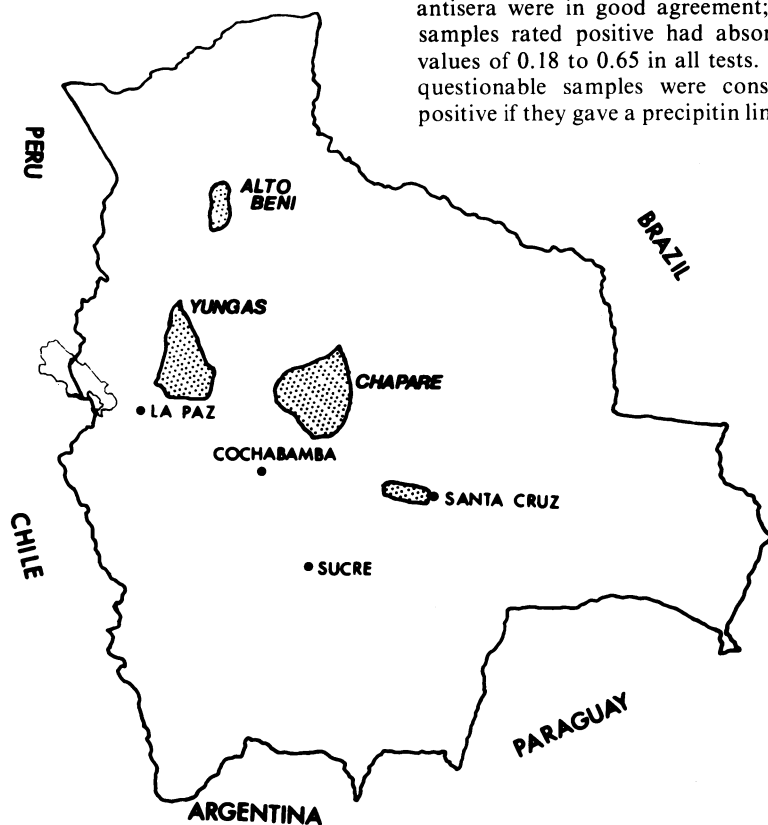 antisera were in good agreement;
samples rated positive had absor
values of 0.18 to 0.65 in all tests.
questionable samples were cons
positive if they gave a precipitin lin
PERU
ALTO
BENI
BRAZIL
YUNGAS
CHAPARE
LA PAZ
COCHABAMBA
SANTA CRUZ
CHILE
SUCRE
PARAGUAY
ARGENTINA